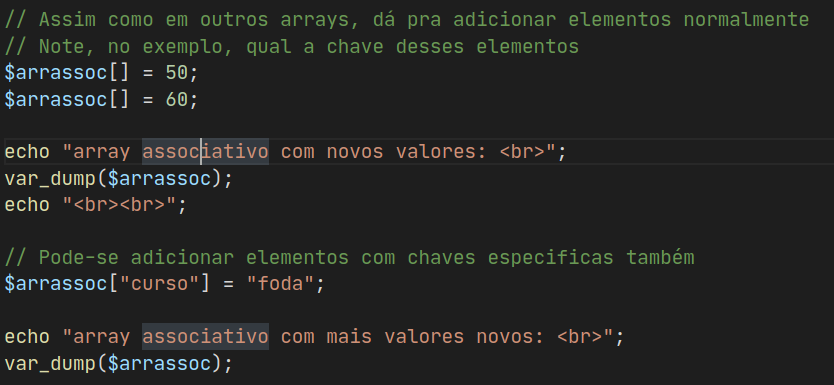 // Assim como em outros arrays, dá pra adicionar elementos normalmente
// Note, no exemplo, qual a chave desses elementos
$arrassoc[] = 50;
$arrassoc[] = 60;
echo "array associativo com novos valores: <br>";
var_dump($arrassoc);
echo "<br><br>";
// Pode-se adicionar elementos com chaves especificas também
$arrassoc["curso"] = "foda";
echo "array associativo com mais valores novos: <br>";
var_dump($arrassoc);